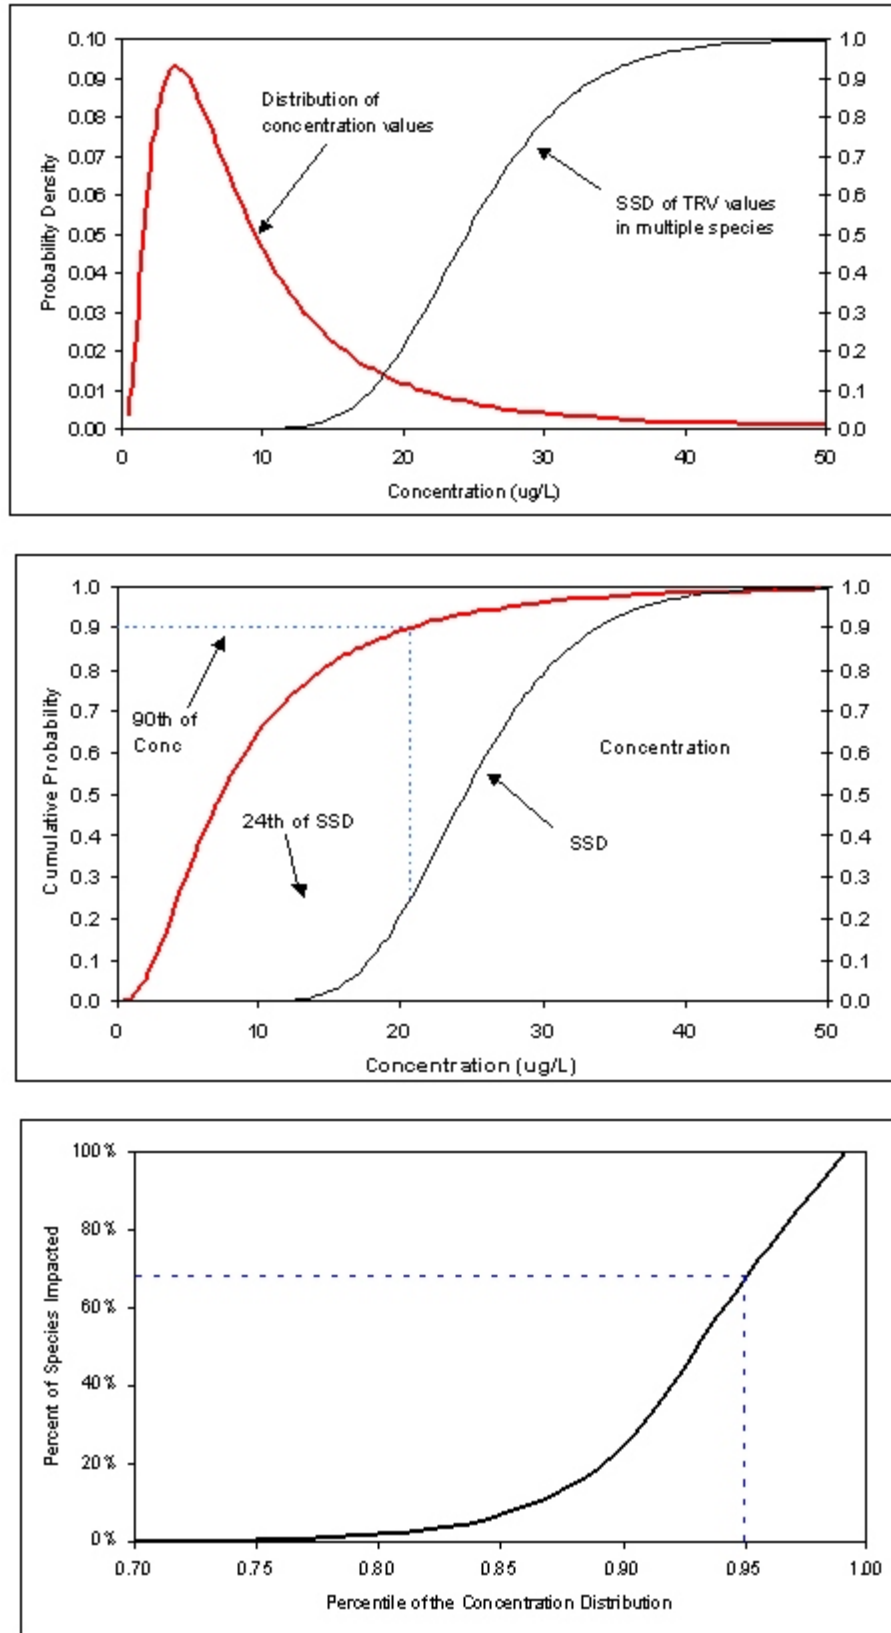 0.10
0.09
0.08
0.07
0.06
0.05
0.04
0.03
0.02
0.01
0.00
Probability Density
Distribution of
concentration values
SSD of TRV values
in multiple species
1.0
0.9
0.8
0.7
0.6
0.5
0.4
0.3
0.2
0.1
0.0
0 10 20 30 40 50
Concentration (ug/L)
1.0
0.9
0.8
0.7
0.6
0.5
0.4
0.3
0.2
0.1
0.0
Cumulative Probability
90th of
Conc
24th of SSD
Concentration
SSD
1.0
0.9
0.8
0.7
0.6
0.5
0.4
0.3
0.2
0.1
0.0
0 10 20 30 40 50
Concentration (ug/L)
100%
80%
60%
40%
20%
0%
Percent of Species Impacted
0.70 0.75 0.80 0.85 0.90 0.95 1.00
Percentile of the Concentration Distribution